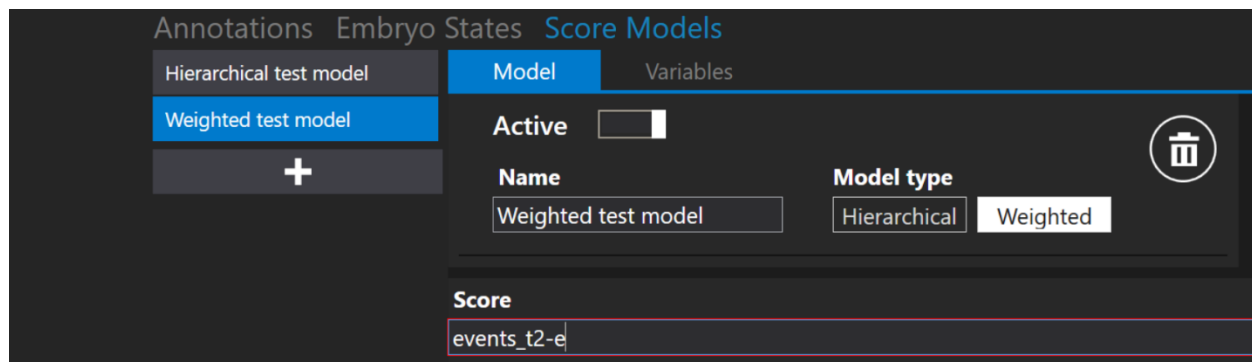 Annotations Embryo States Score Models
Hierarchical test model
Model Variables
Weighted test model
Active
Name Model type
Weighted test model Hierarchical Weighted
Score
events_t2-e